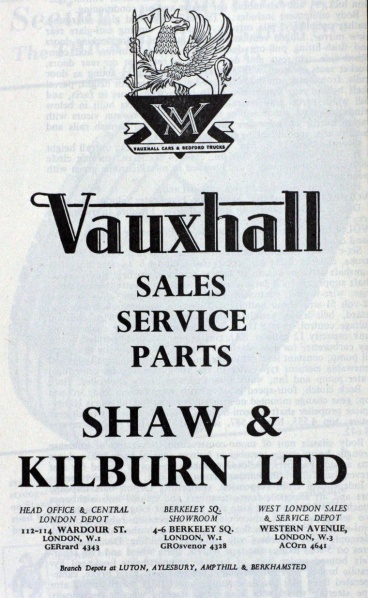 V
VM
VAUXHALL CARS & BEDFORD TRUCKS
Vauxhall
SALES
SERVICE
PARTS
SHAW &
KILBURN LTD
HEAD OFFICE & CENTRAL
LONDON DEPOT
112-114 WARDOUR ST.
LONDON, W.1
GERrard 4343
BERKELEY SQ.
SHOWROOM
4-6 BERKELEY SQ.
LONDON, W.1
GROsvenor 4328
WEST LONDON SALES
& SERVICE DEPOT
WESTERN AVENUE,
LONDON, W.3
ACOrn 4641
Branch Depots at LUTON, AYLESBURY, AMPTHILL & BERKHAMSTED